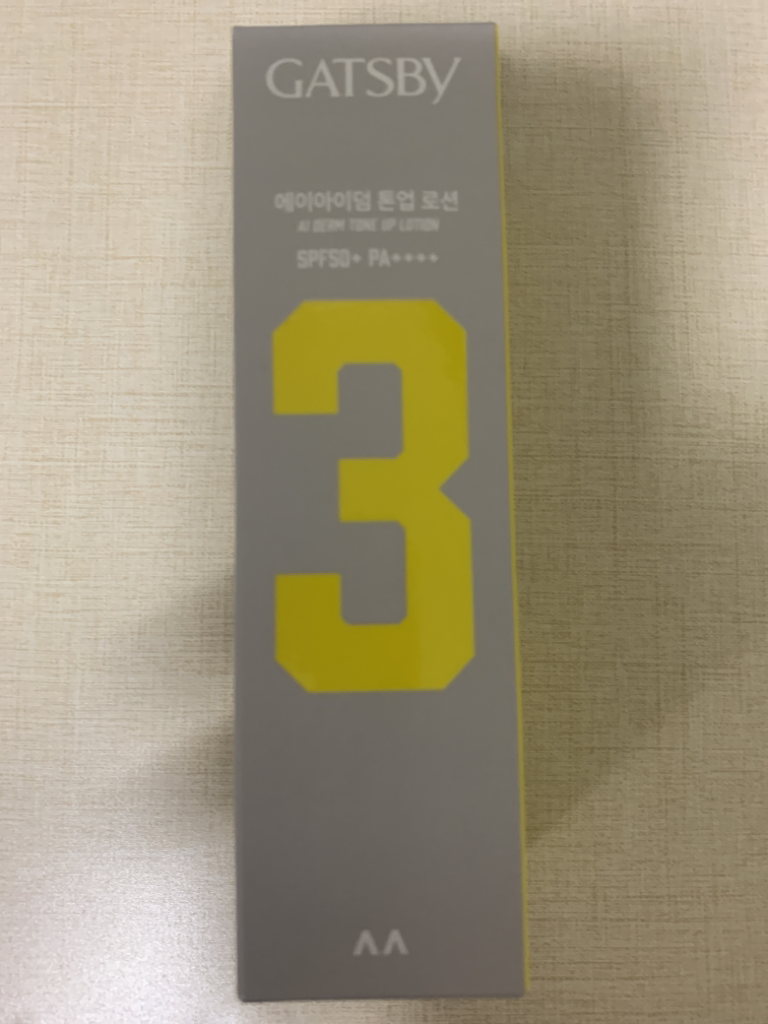 GATSBY
에이아이덤 톤업 로션
AI DERM TONE UP LOTION
SPF50+ PA++++
3